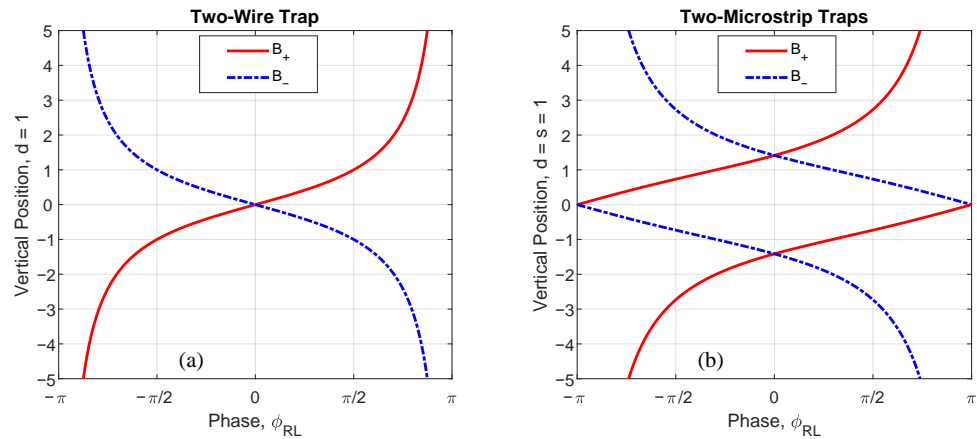 Two-Wire Trap
B₊
B₋
5
4
3
2
1
0
−1
−2
−3
−4
−5
Vertical Position, d = 1
(a)
−π
−π/2
0
π/2
π
Phase, ϕRL
Two-Microstrip Traps
B₊
B₋
5
4
3
2
1
0
−1
−2
−3
−4
−5
Vertical Position, d = s = 1
(b)
−π
−π/2
0
π/2
π
Phase, ϕRL